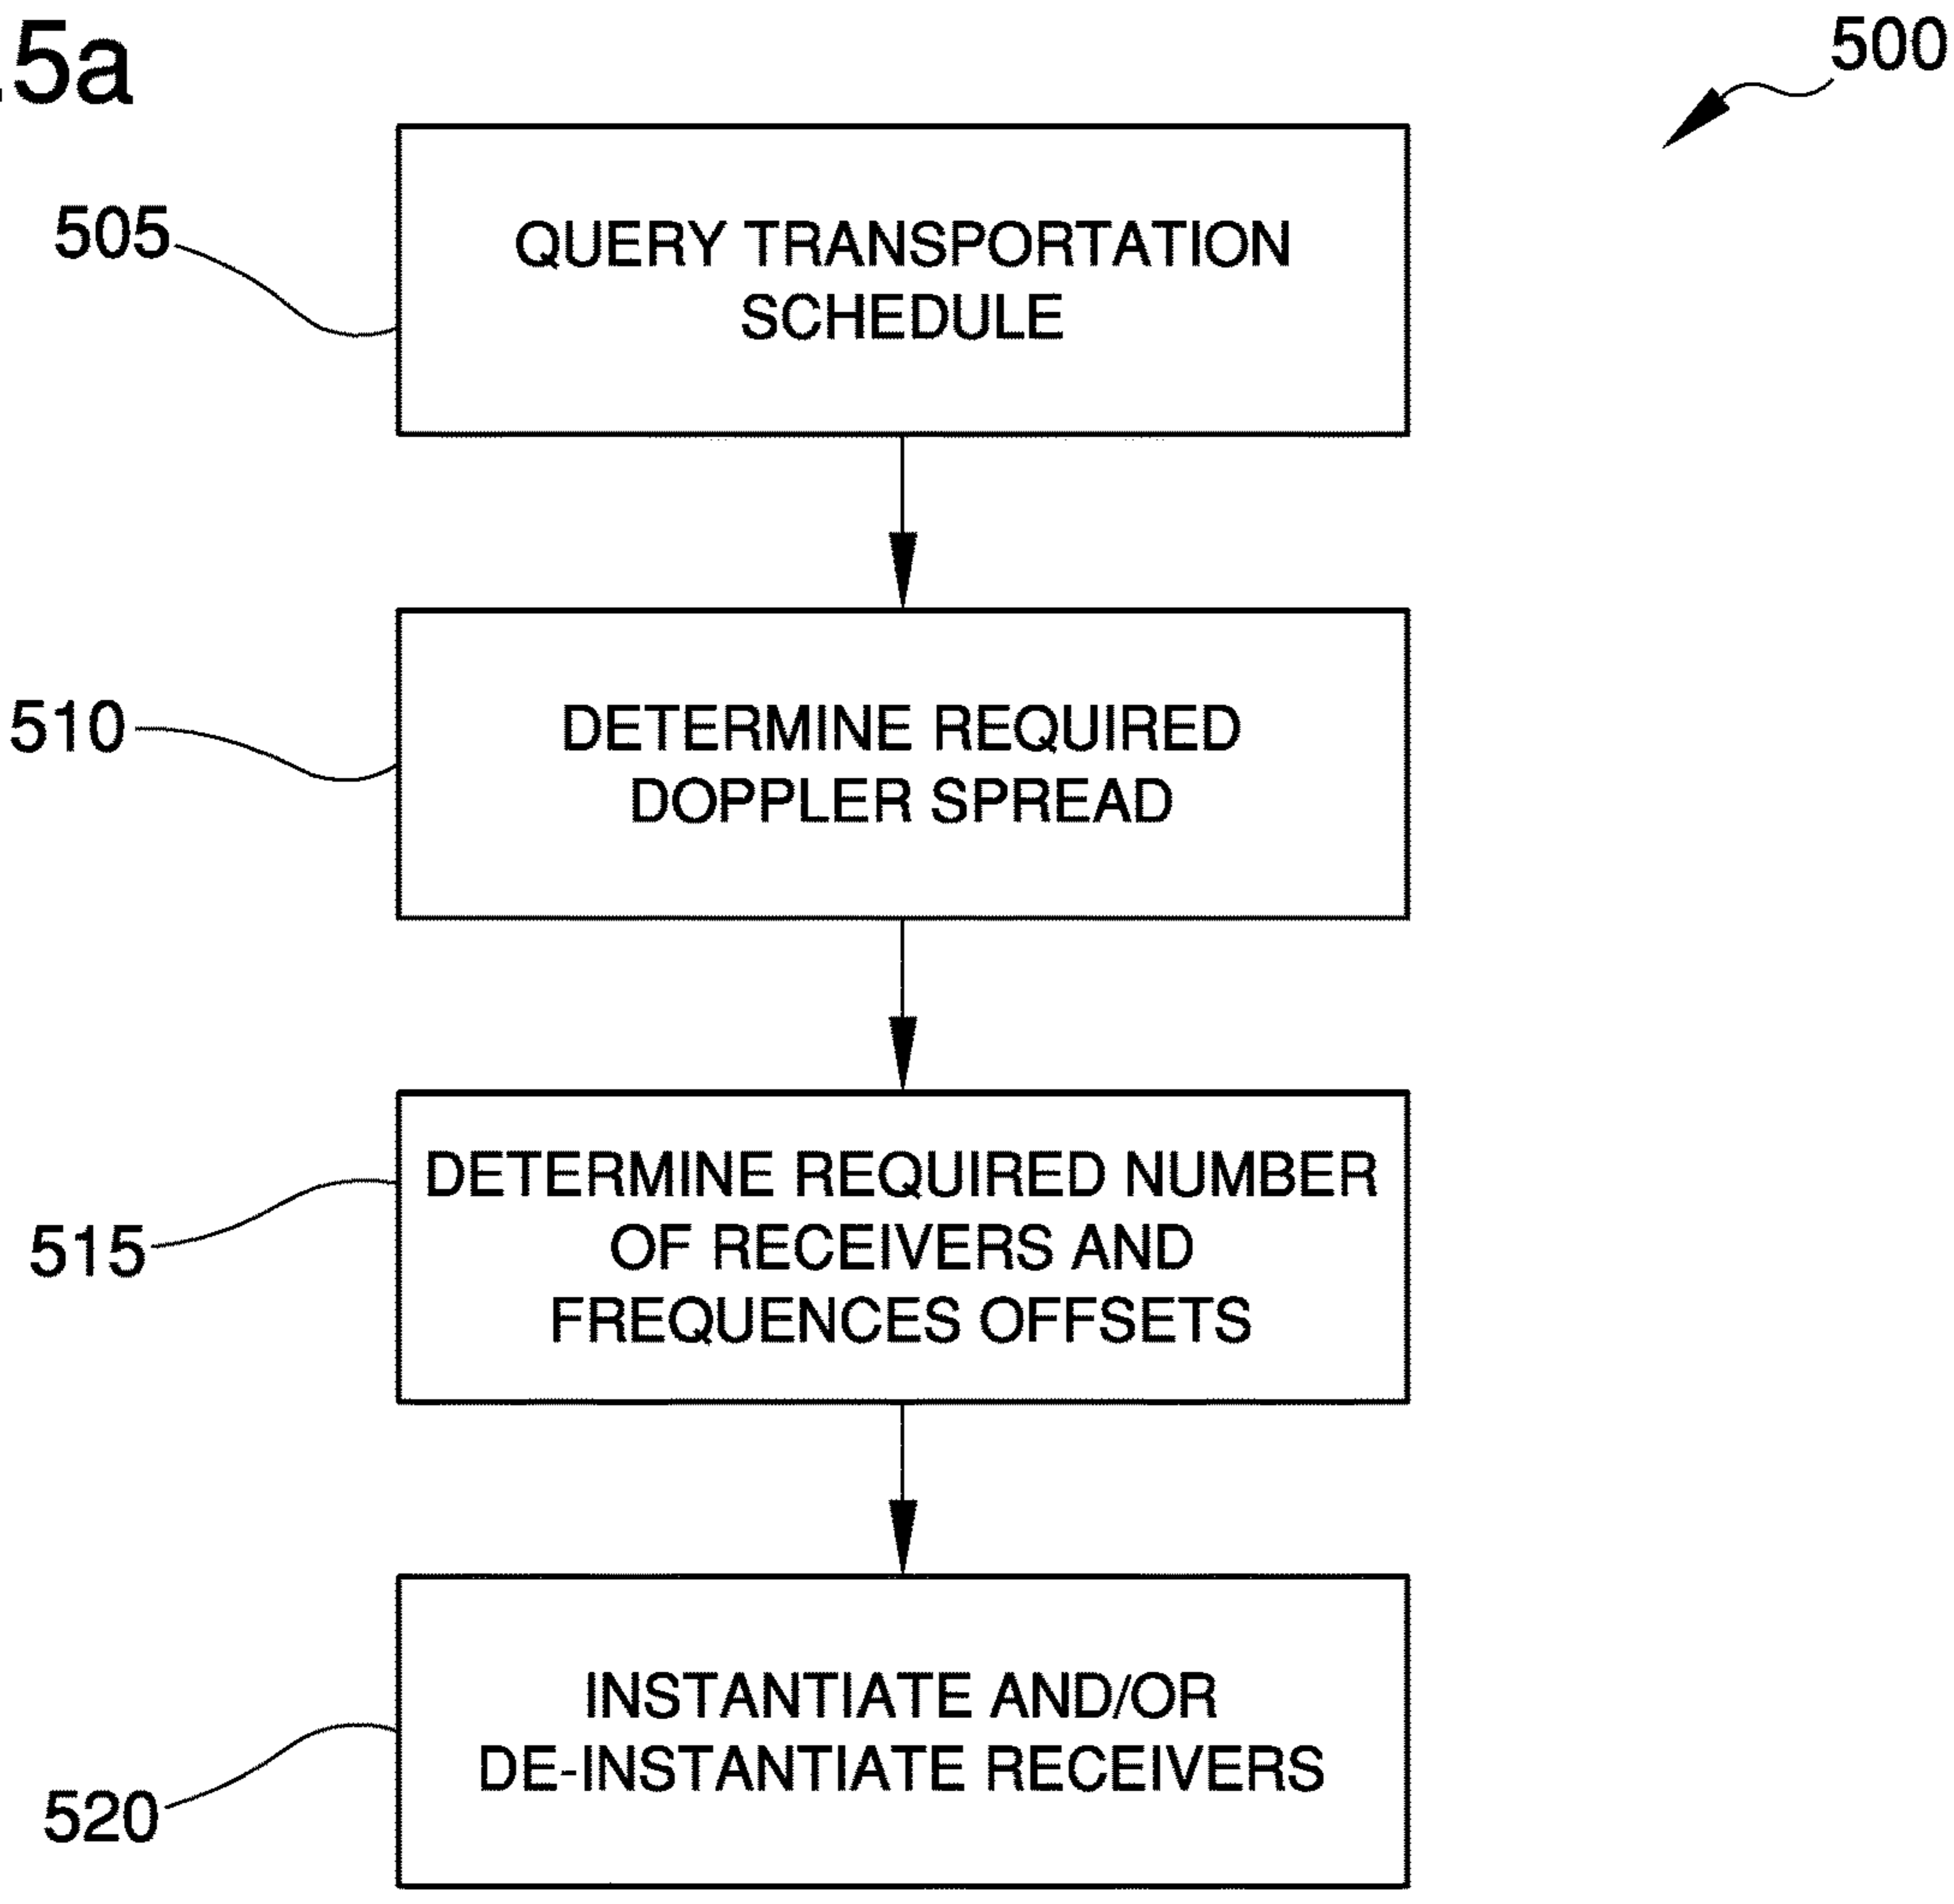 .5a
500
505
QUERY TRANSPORTATION
SCHEDULE
510
DETERMINE REQUIRED
DOPPLER SPREAD
515
DETERMINE REQUIRED NUMBER
OF RECEIVERS AND
FREQUENCES OFFSETS
520
INSTANTIATE AND/OR
DE-INSTANTIATE RECEIVERS